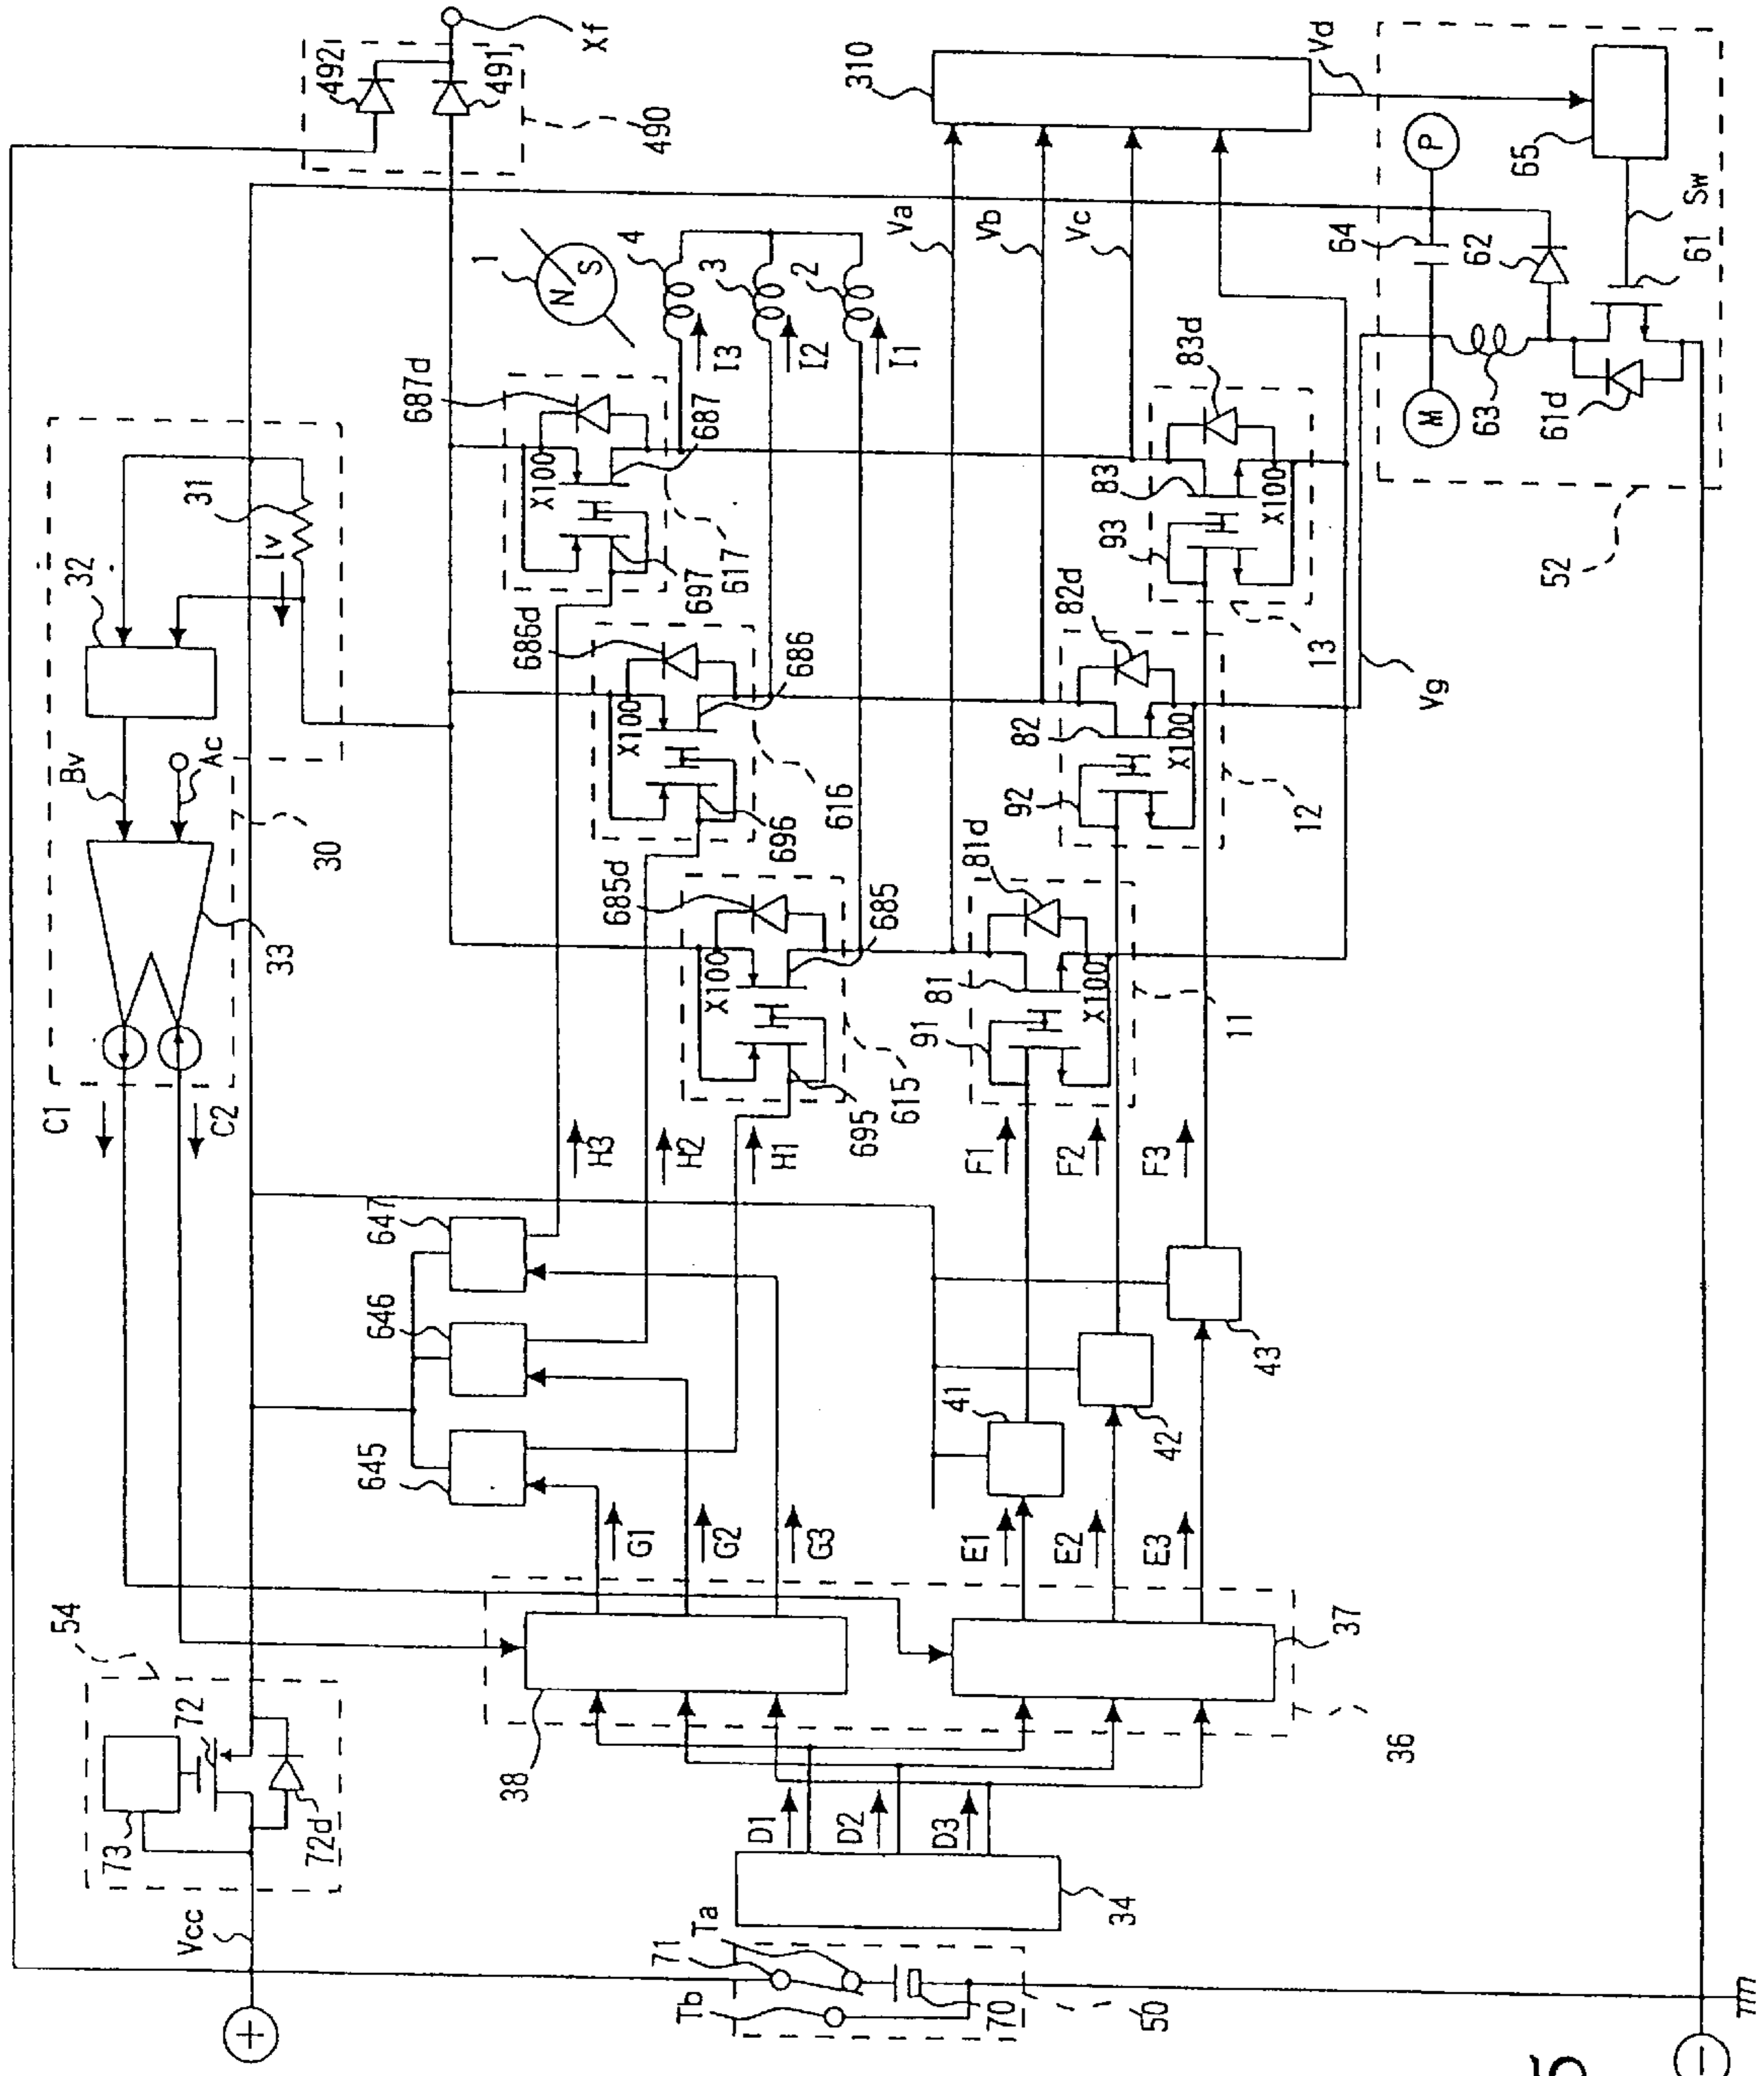 492
Xf
491
490
310
Vd
31
32
Iv
Bv
Ac
30
33
C1
C2
1
N
S
4
3
2
I3
I2
I1
687d
X100
687
697
617
686d
X100
686
696
616
685d
X100
685
695
615
H3
H2
H1
Va
Vb
Vc
P
65
64
Sw
62
61
M
63
61d
52
83d
83
93
X100
13
82d
82
92
X100
12
Vg
81d
81
91
X100
11
F1
F2
F3
647
646
645
41
42
43
G1
G2
G3
E1
E2
E3
54
72
73
72d
38
37
36
D1
D2
D3
34
Vcc
+
Ta
71
Tb
70
50
−
5